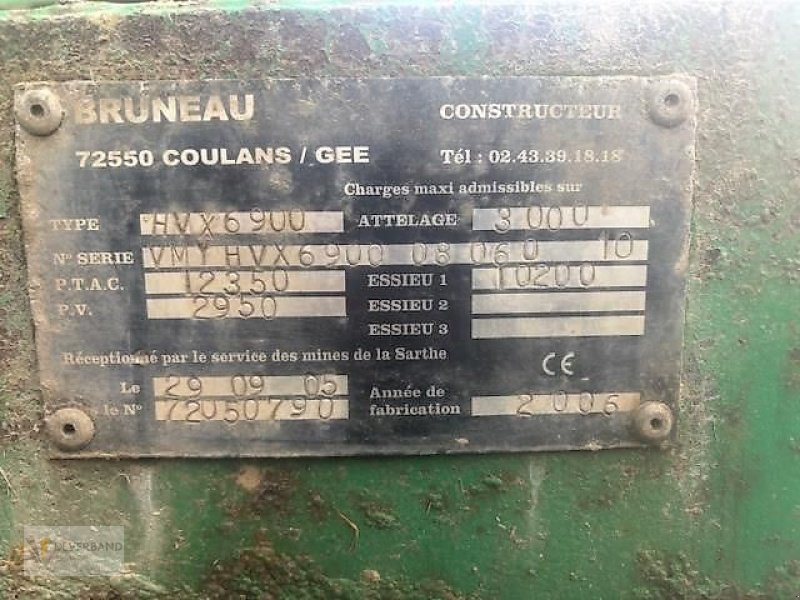 BRUNEAU CONSTRUCTEUR
72550 COULANS / GEE Tél : 02.43.39.18.18
Charges maxi admissibles sur
TYPE HVX6900 ATTELAGE 3000
N° SERIE VMYHVX6900 08 060 10
P.T.A.C. 12350 ESSIEU 1 10200
P.V. 2950 ESSIEU 2
ESSIEU 3
Réceptionné par le service des mines de la Sarthe
CE
Le 29 09 05 Année de
s le N° 72050790 fabrication 2006